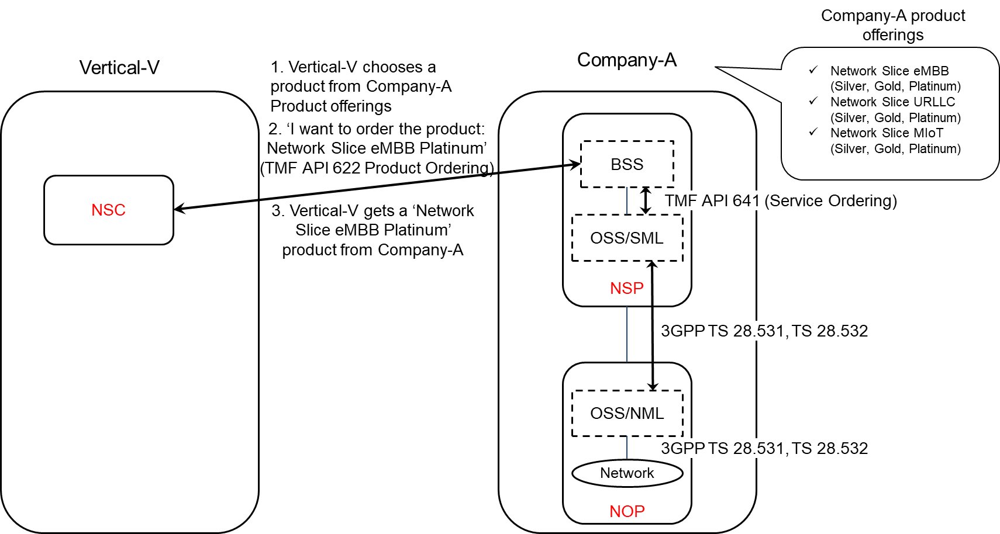 Company-A product
offerings
Vertical-V
Company-A
1. Vertical-V chooses a
product from Company-A
Product offerings
2. ‘I want to order the product:
Network Slice eMBB Platinum’
(TMF API 622 Product Ordering)
3. Vertical-V gets a ‘Network
Slice eMBB Platinum’
product from Company-A
✓ Network Slice eMBB
(Silver, Gold, Platinum)
✓ Network Slice URLLC
(Silver, Gold, Platinum)
✓ Network Slice MIoT
(Silver, Gold, Platinum)
NSC
BSS
TMF API 641 (Service Ordering)
OSS/SML
NSP
3GPP TS 28.531, TS 28.532
OSS/NML
3GPP TS 28.531, TS 28.532
Network
NOP